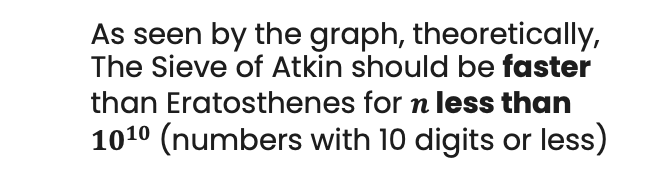 As seen by the graph, theoretically,
The Sieve of Atkin should be faster
than Eratosthenes for n less than
10¹⁰ (numbers with 10 digits or less)